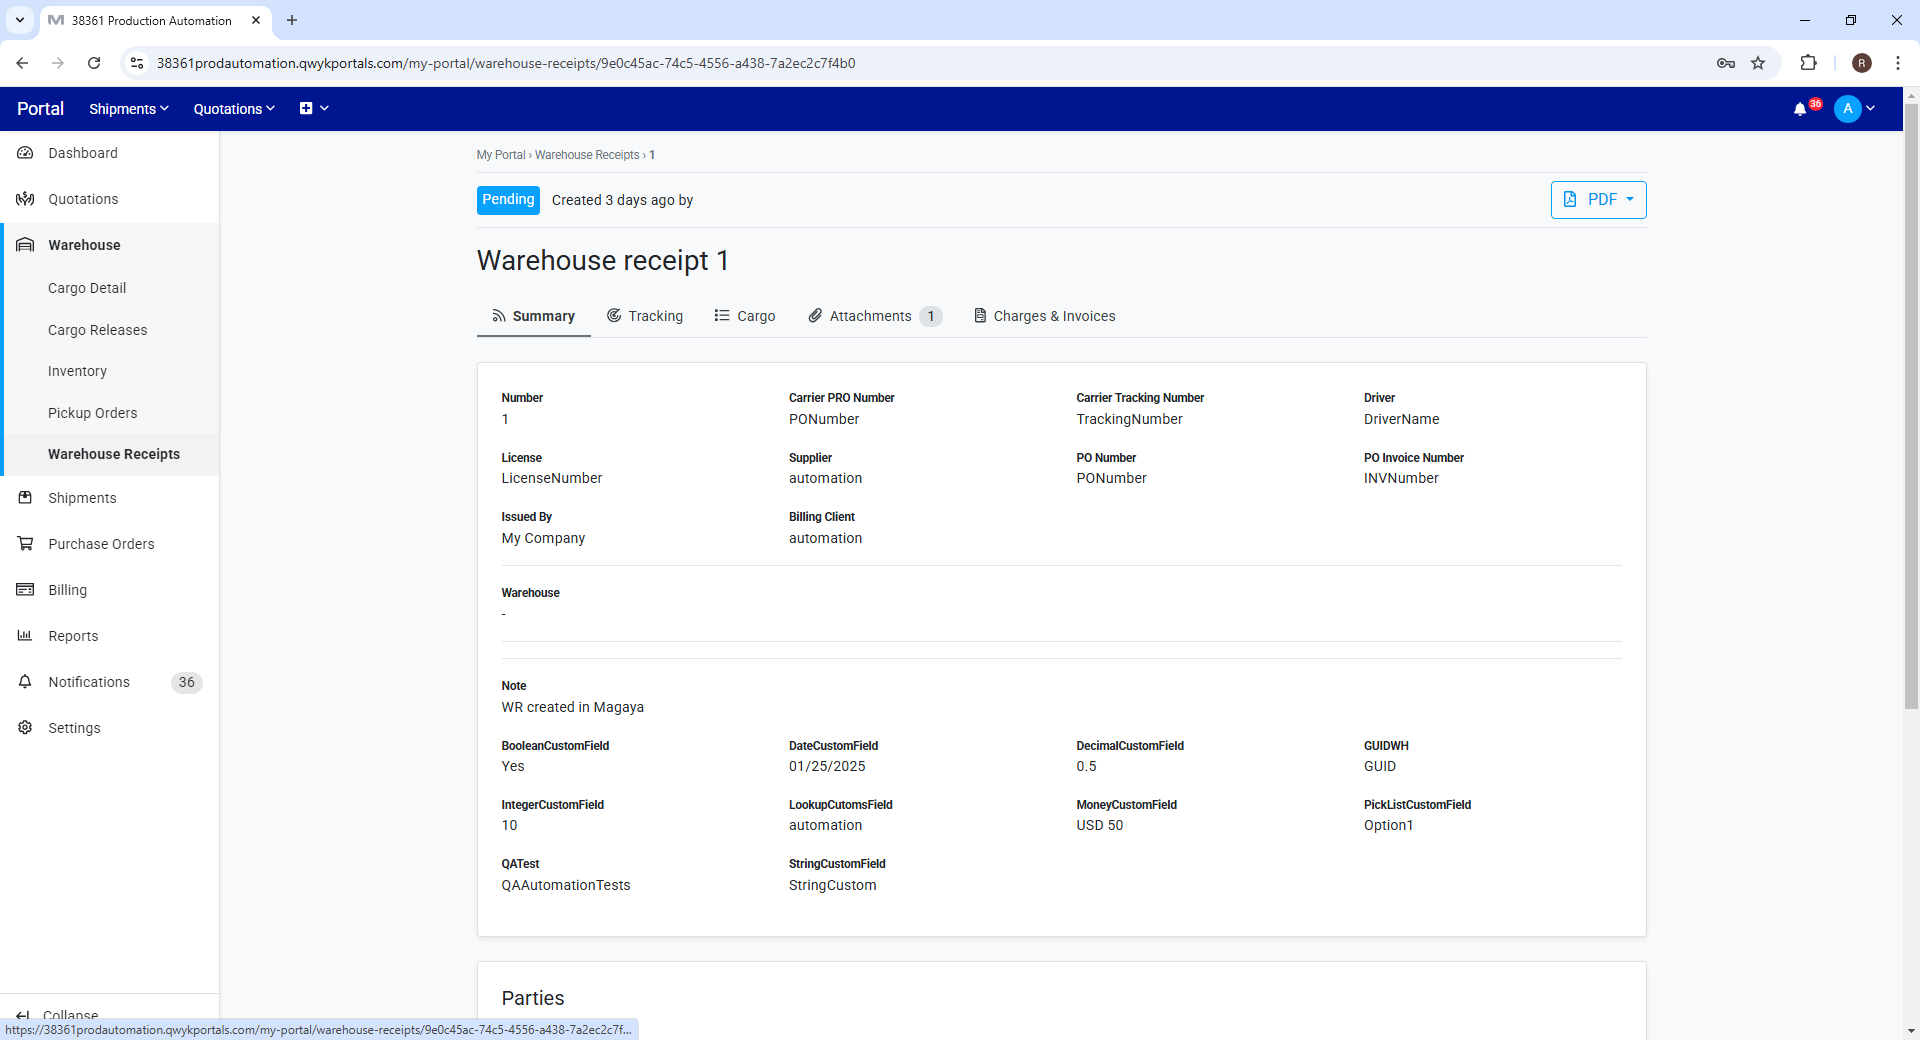 38361 Production Automation
38361prodautomation.qwykportals.com/my-portal/warehouse-receipts/9e0c45ac-74c5-4556-a438-7a2ec2c7f4b0
R
Portal
Shipments
Quotations
36
A
Dashboard
Quotations
Warehouse
Cargo Detail
Cargo Releases
Inventory
Pickup Orders
Warehouse Receipts
Shipments
Purchase Orders
Billing
Reports
Notifications 36
Settings
Collapse
My Portal › Warehouse Receipts › 1
Pending Created 3 days ago by
PDF
Warehouse receipt 1
Summary Tracking Cargo Attachments 1 Charges & Invoices
Number Carrier PRO Number Carrier Tracking Number Driver
1 PONumber TrackingNumber DriverName
License Supplier PO Number PO Invoice Number
LicenseNumber automation PONumber INVNumber
Issued By Billing Client
My Company automation
Warehouse
-
Note
WR created in Magaya
BooleanCustomField DateCustomField DecimalCustomField GUIDWH
Yes 01/25/2025 0.5 GUID
IntegerCustomField LookupCutomsField MoneyCustomField PickListCustomField
10 automation USD 50 Option1
QATest StringCustomField
QAAutomationTests StringCustom
Parties
https://38361prodautomation.qwykportals.com/my-portal/warehouse-receipts/9e0c45ac-74c5-4556-a438-7a2ec2c7f...